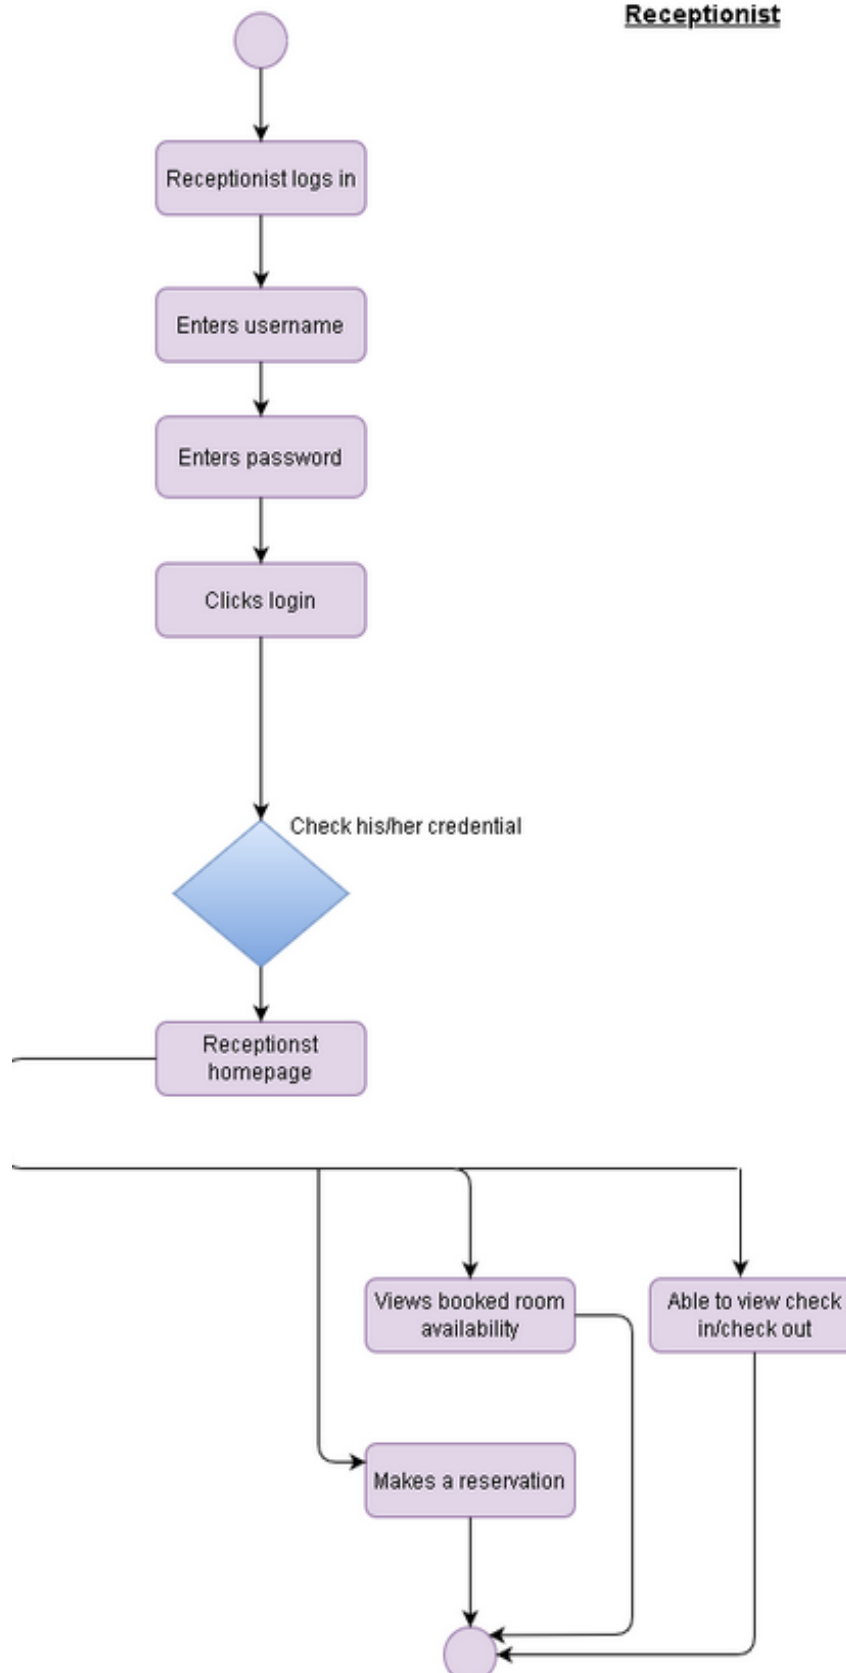 Receptionist
Receptionist logs in
Enters username
Enters password
Clicks login
Check his/her credential
Receptionst
homepage
Views booked room
availability
Able to view check
in/check out
Makes a reservation